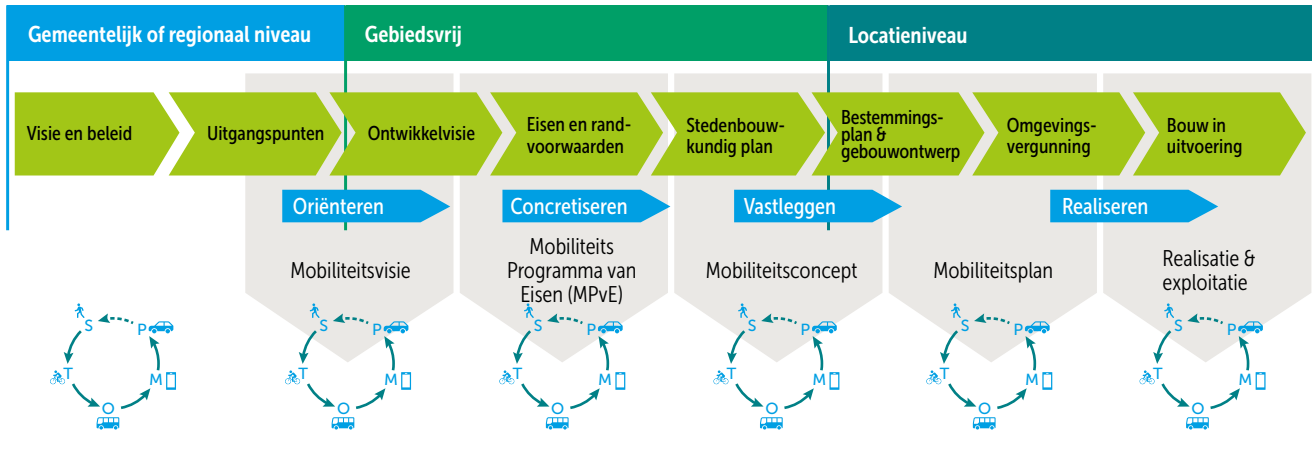 Gemeentelijk of regionaal niveau
Gebiedsvrij
Locatieniveau
Visie en beleid
Uitgangspunten
Ontwikkelvisie
Eisen en rand-
voorwaarden
Stedenbouw-
kundig plan
Bestemmings-
plan &
gebouwontwerp
Omgevings-
vergunning
Bouw in
uitvoering
Oriënteren
Concretiseren
Vastleggen
Realiseren
Mobiliteitsvisie
Mobiliteits
Programma van
Eisen (MPvE)
Mobiliteitsconcept
Mobiliteitsplan
Realisatie &
exploitatie
S
P
T
M
O
S
P
T
M
O
S
P
T
M
O
S
P
T
M
O
S
P
T
M
O
S
P
T
M
O